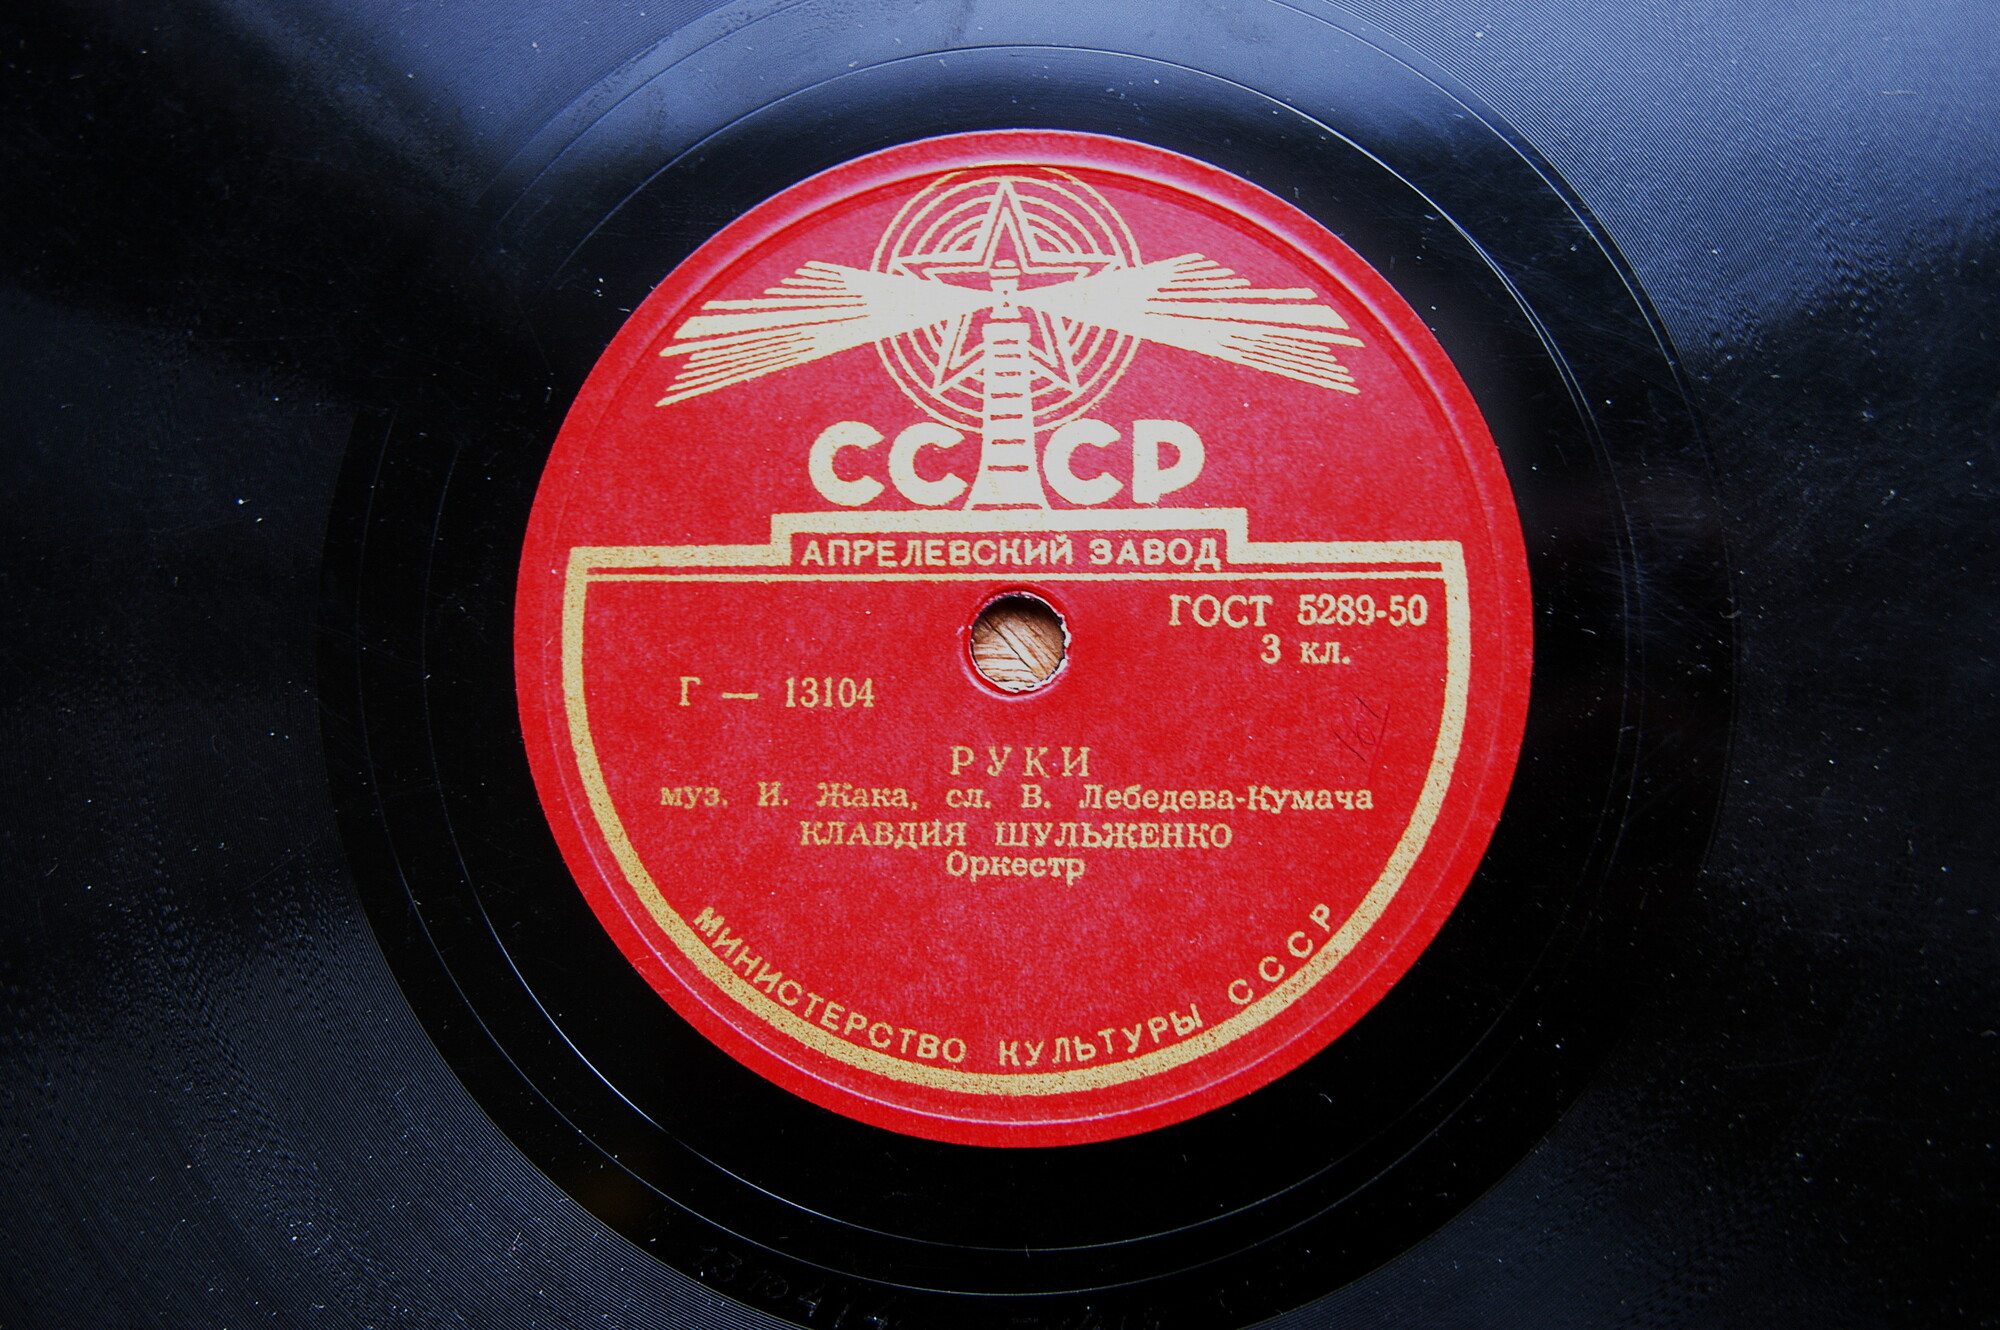 СССР
АПРЕЛЕВСКИЙ ЗАВОД
ГОСТ 5289-50
3 кл.
Г — 13104
РУКИ
муз. И. Жака, сл. В. Лебедева-Кумача
КЛАВДИЯ ШУЛЬЖЕНКО
Оркестр
МИНИСТЕРСТВО КУЛЬТУРЫ СССР